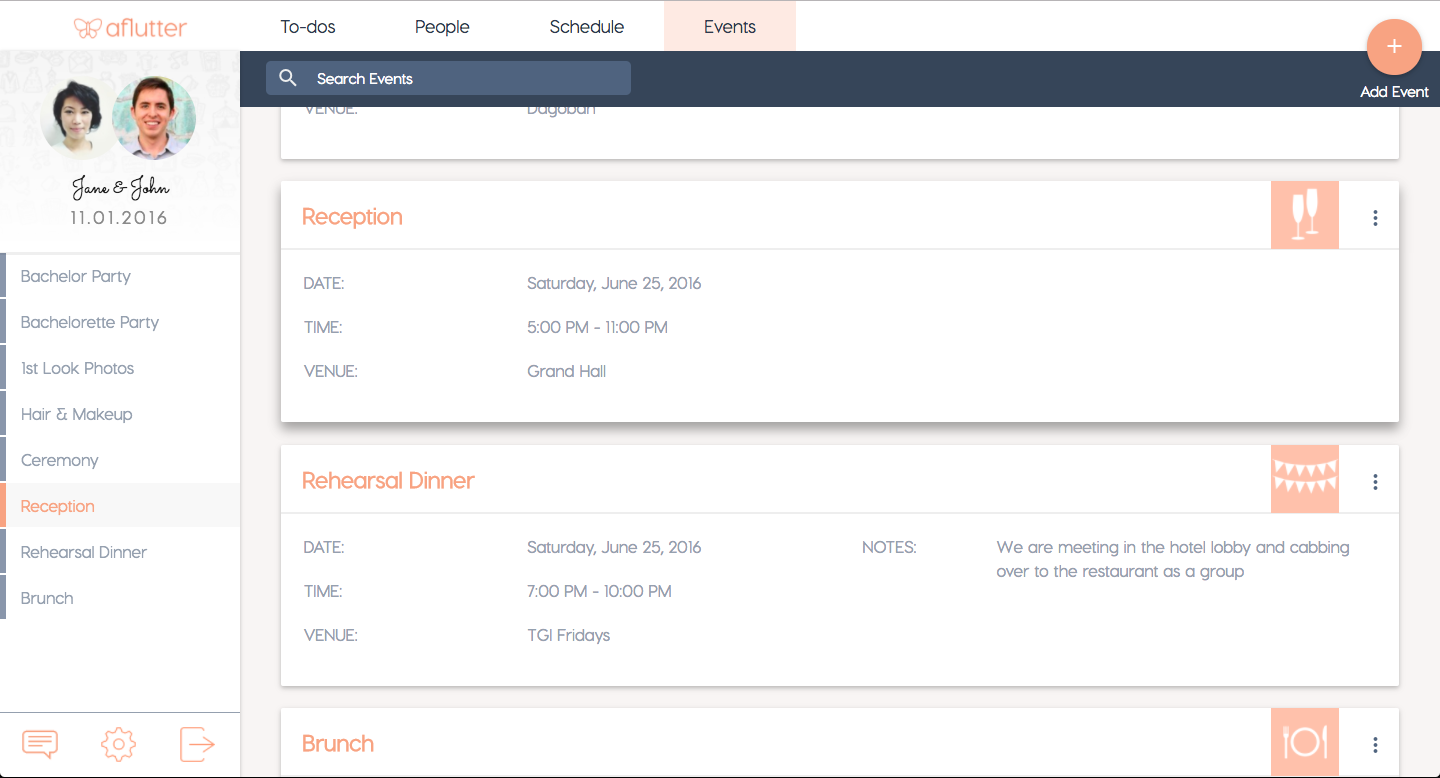 aflutter
To-dos
People
Schedule
Events
Search Events
Add Event
Jane & John
11.01.2016
Bachelor Party
Bachelorette Party
1st Look Photos
Hair & Makeup
Ceremony
Reception
Rehearsal Dinner
Brunch
VENUE: Dagobah
Reception
DATE: Saturday, June 25, 2016
TIME: 5:00 PM - 11:00 PM
VENUE: Grand Hall
Rehearsal Dinner
DATE: Saturday, June 25, 2016
TIME: 7:00 PM - 10:00 PM
VENUE: TGI Fridays
NOTES: We are meeting in the hotel lobby and cabbing
over to the restaurant as a group
Brunch